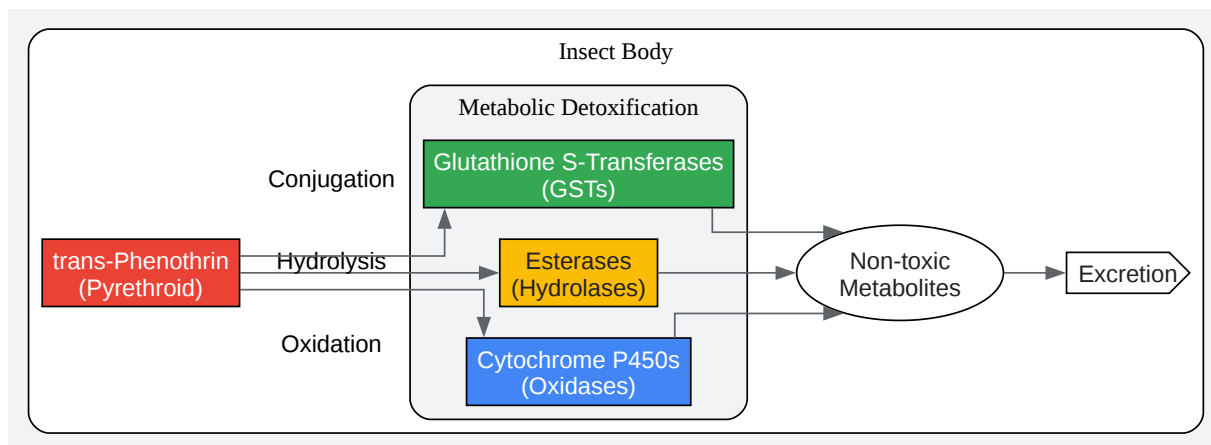 Insect Body
Metabolic Detoxification
Conjugation
Glutathione S-Transferases
(GSTs)
trans-Phenothrin
(Pyrethroid)
Hydrolysis
Esterases
(Hydrolases)
Non-toxic
Metabolites
Excretion
Oxidation
Cytochrome P450s
(Oxidases)